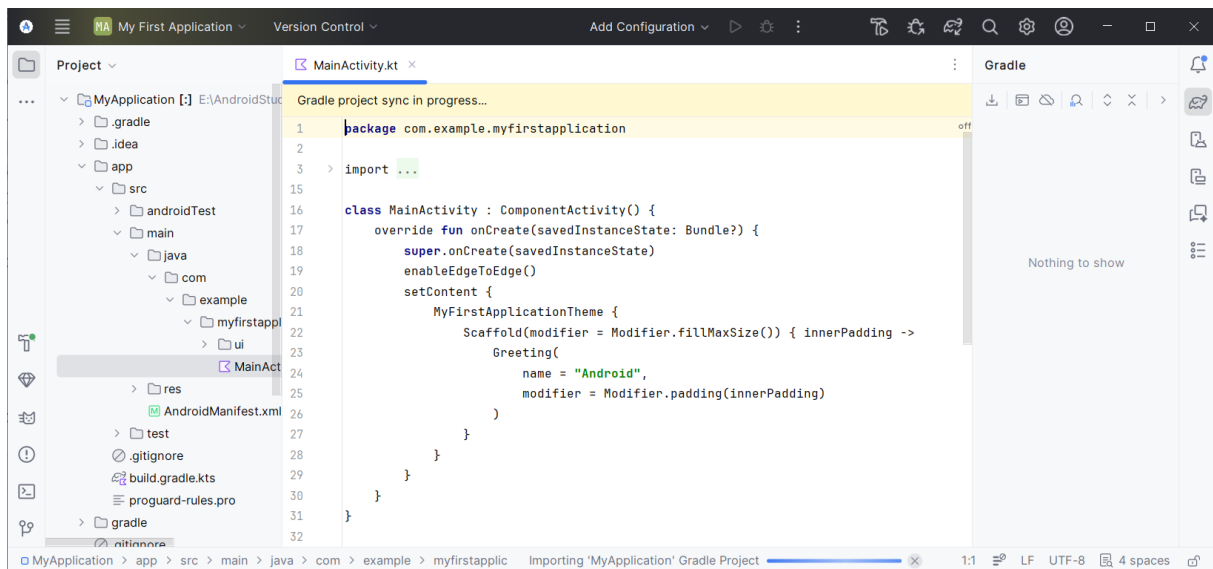 MA My First Application Version Control Add Configuration
Project
MainActivity.kt
Gradle
MyApplication [:] E:\AndroidStud
.gradle
.idea
app
src
androidTest
main
java
com
example
myfirstappl
ui
MainAct
res
AndroidManifest.xml
test
.gitignore
build.gradle.kts
proguard-rules.pro
gradle
.gitignore
Gradle project sync in progress...
off
1 package com.example.myfirstapplication
2
3 import ...
15
16 class MainActivity : ComponentActivity() {
17 override fun onCreate(savedInstanceState: Bundle?) {
18 super.onCreate(savedInstanceState)
19 enableEdgeToEdge()
20 setContent {
21 MyFirstApplicationTheme {
22 Scaffold(modifier = Modifier.fillMaxSize()) { innerPadding ->
23 Greeting(
24 name = "Android",
25 modifier = Modifier.padding(innerPadding)
26 )
27 }
28 }
29 }
30 }
31 }
32
Nothing to show
MyApplication > app > src > main > java > com > example > myfirstapplic Importing 'MyApplication' Gradle Project 1:1 LF UTF-8 4 spaces